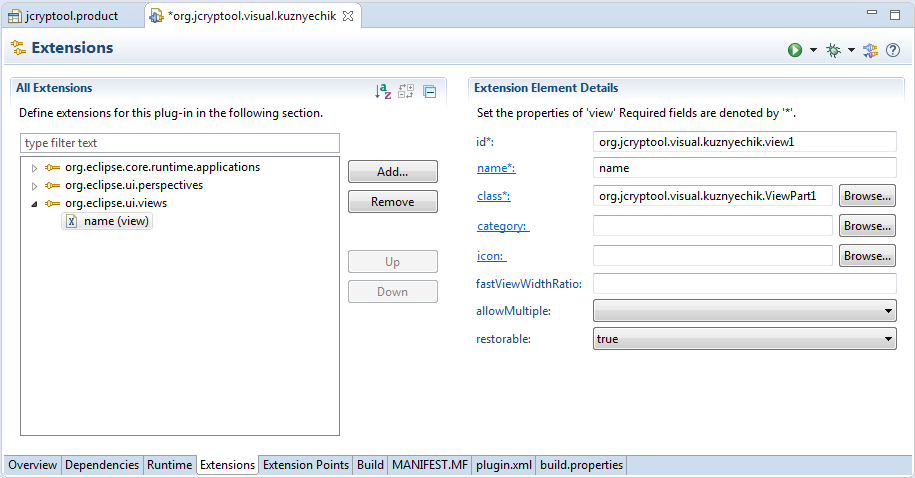 jcryptool.product
*org.jcryptool.visual.kuznyechik
Extensions
All Extensions
Define extensions for this plug-in in the following section.
type filter text
org.eclipse.core.runtime.applications
org.eclipse.ui.perspectives
org.eclipse.ui.views
name (view)
Add...
Remove
Up
Down
Extension Element Details
Set the properties of 'view' Required fields are denoted by '*'.
id*: org.jcryptool.visual.kuznyechik.view1
name*: name
class*: org.jcryptool.visual.kuznyechik.ViewPart1 Browse...
category: Browse...
icon: Browse...
fastViewWidthRatio:
allowMultiple:
restorable: true
Overview Dependencies Runtime Extensions Extension Points Build MANIFEST.MF plugin.xml build.properties